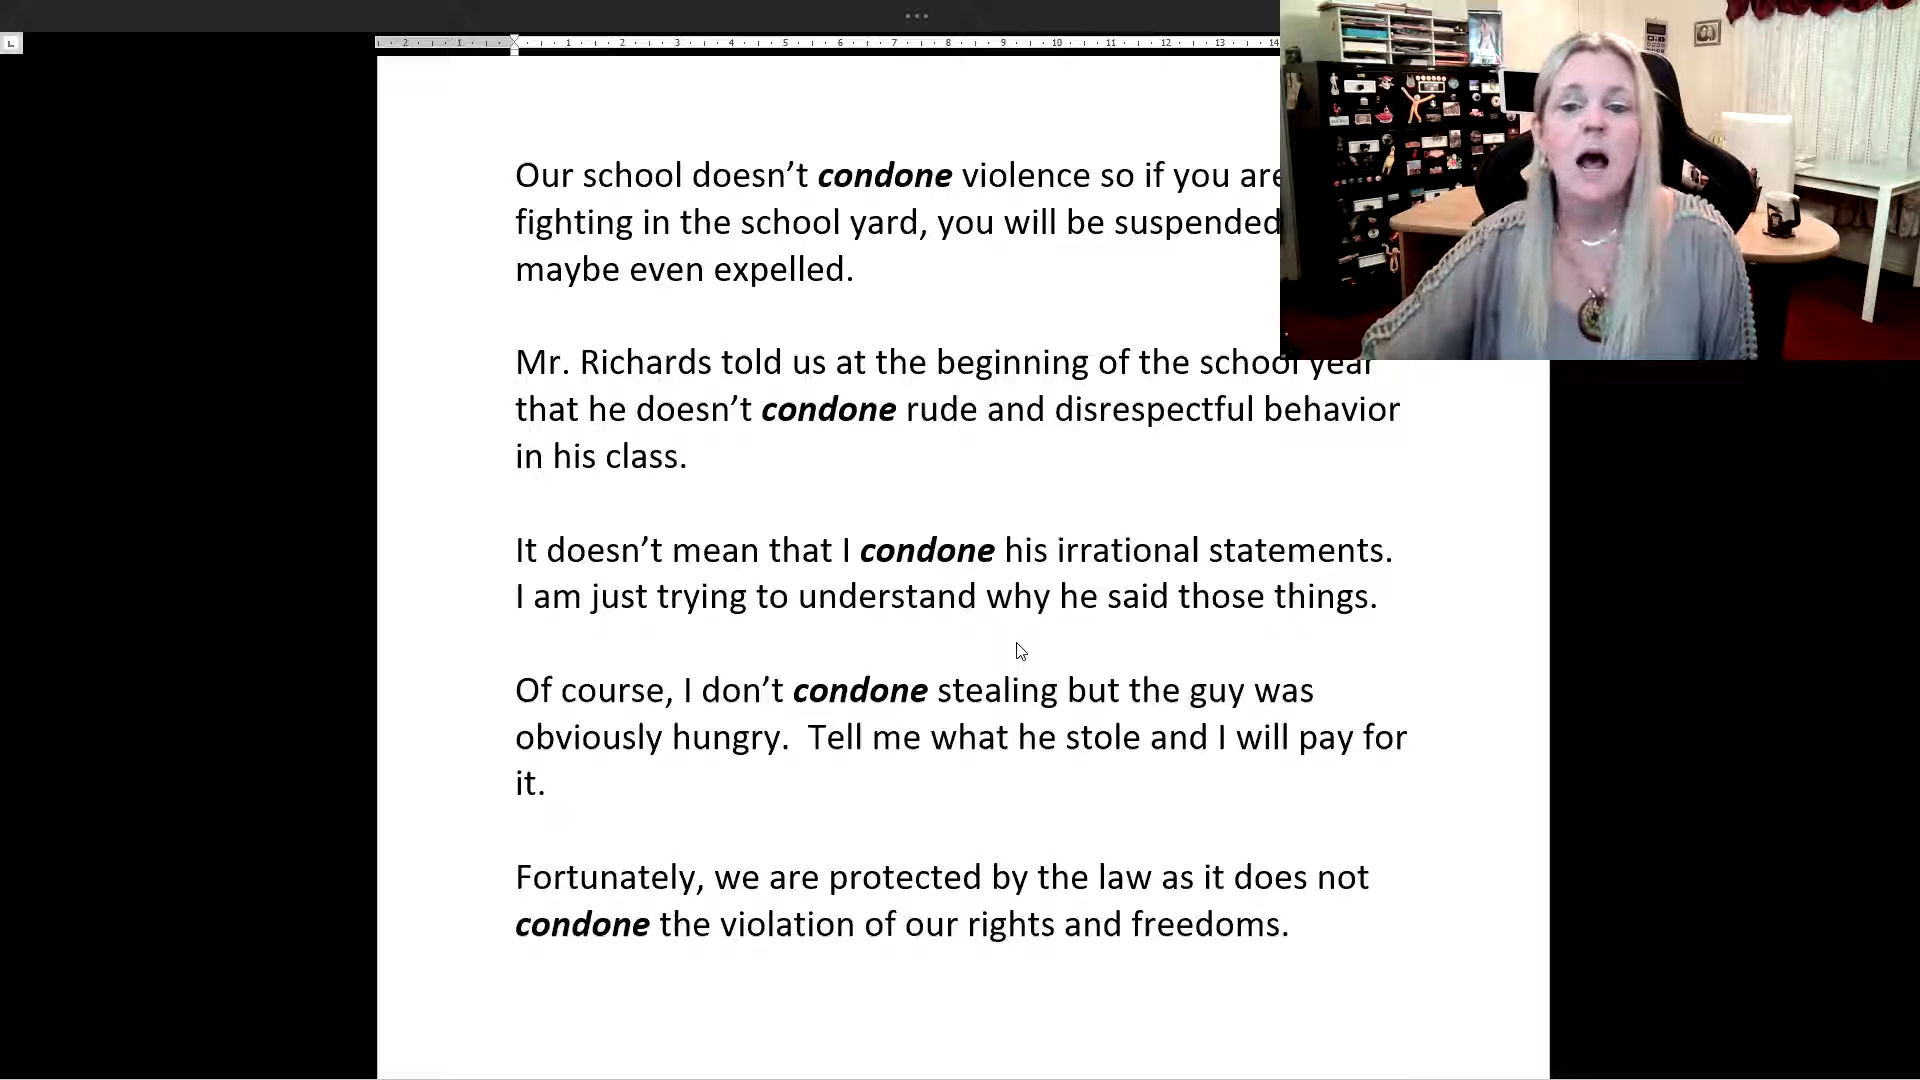 Our school doesn’t condone violence so if you are
fighting in the school yard, you will be suspended
maybe even expelled.
Mr. Richards told us at the beginning of the school year
that he doesn’t condone rude and disrespectful behavior
in his class.
It doesn’t mean that I condone his irrational statements.
I am just trying to understand why he said those things.
Of course, I don’t condone stealing but the guy was
obviously hungry.  Tell me what he stole and I will pay for
it.
Fortunately, we are protected by the law as it does not
condone the violation of our rights and freedoms.